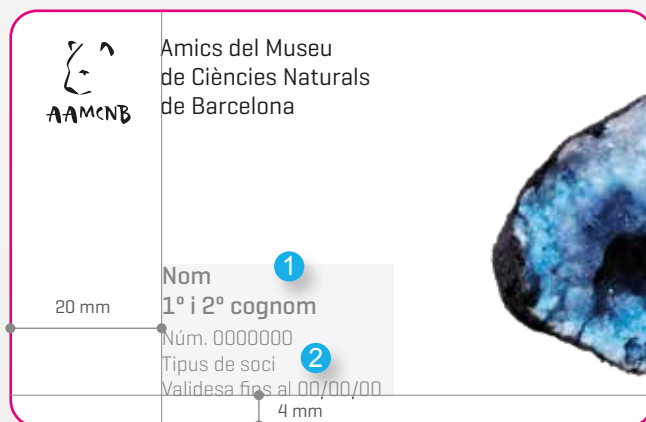 Amics del Museu
de Ciències Naturals
de Barcelona
AAMCNB
1
Nom
1º i 2º cognom
20 mm
Núm. 0000000
2
Tipus de soci
Validesa fins al 00/00/00
4 mm